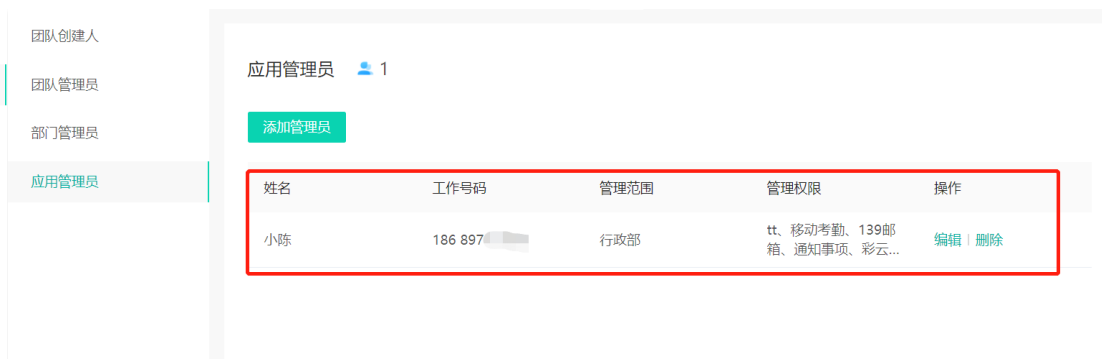 团队创建人
团队管理员
部门管理员
应用管理员
应用管理员 1
添加管理员
姓名 工作号码 管理范围 管理权限 操作
小陈 186 897 行政部 tt、移动考勤、139邮 编辑 | 删除
箱、通知事项、彩云...